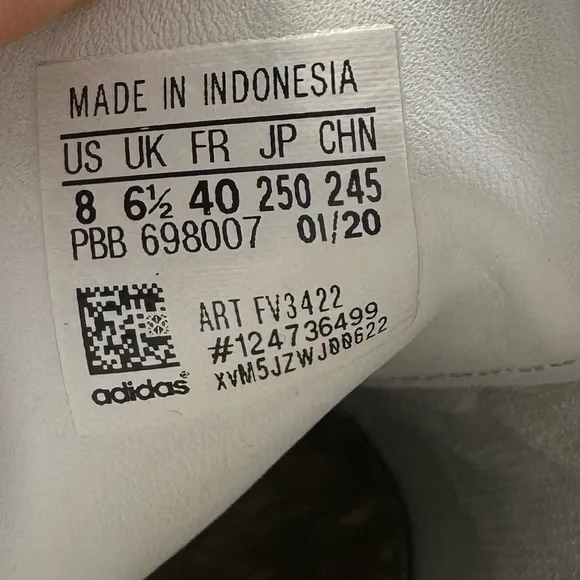 MADE IN INDONESIA
US UK FR JP CHN
8 6½ 40 250 245
PBB 698007 01/20
ART FV3422
#124736499
XVM5JZWJ00622
adidas